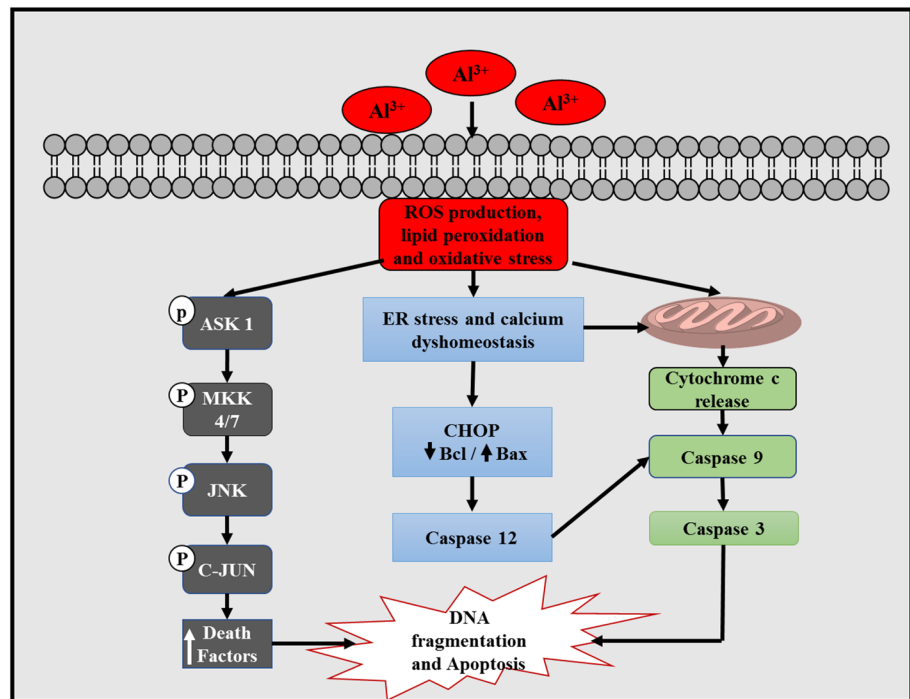 Al³⁺
Al³⁺
Al³⁺
ROS production,
lipid peroxidation
and oxidative stress
p
ASK 1
ER stress and calcium
dyshomeostasis
P
MKK
4/7
Cytochrome c
release
CHOP
Bcl / Bax
Caspase 9
P
JNK
Caspase 12
Caspase 3
P
C-JUN
Death
Factors
DNA
fragmentation
and Apoptosis